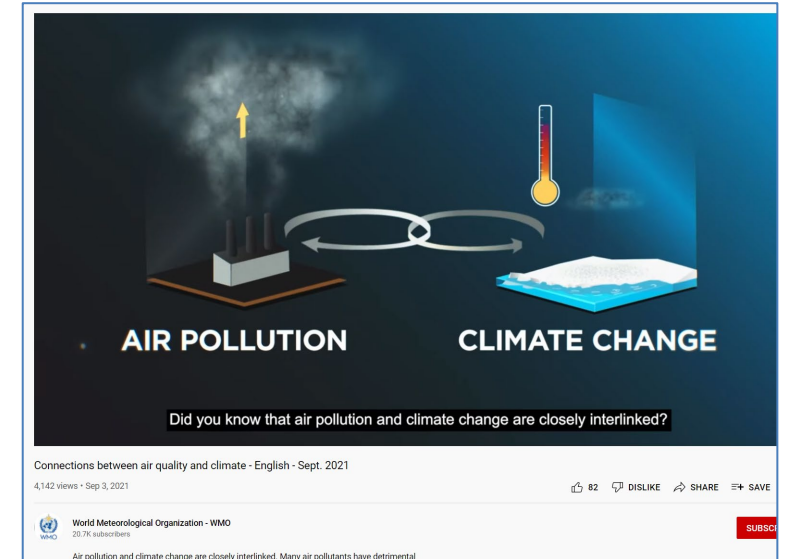 AIR POLLUTION CLIMATE CHANGE
Did you know that air pollution and climate change are closely interlinked?
Connections between air quality and climate - English - Sept. 2021
4,142 views • Sep 3, 2021 82 DISLIKE SHARE SAVE
World Meteorological Organization - WMO SUBSC
20.7K subscribers
WMO
Air pollution and climate change are closely interlinked. Many air pollutants have detrimental